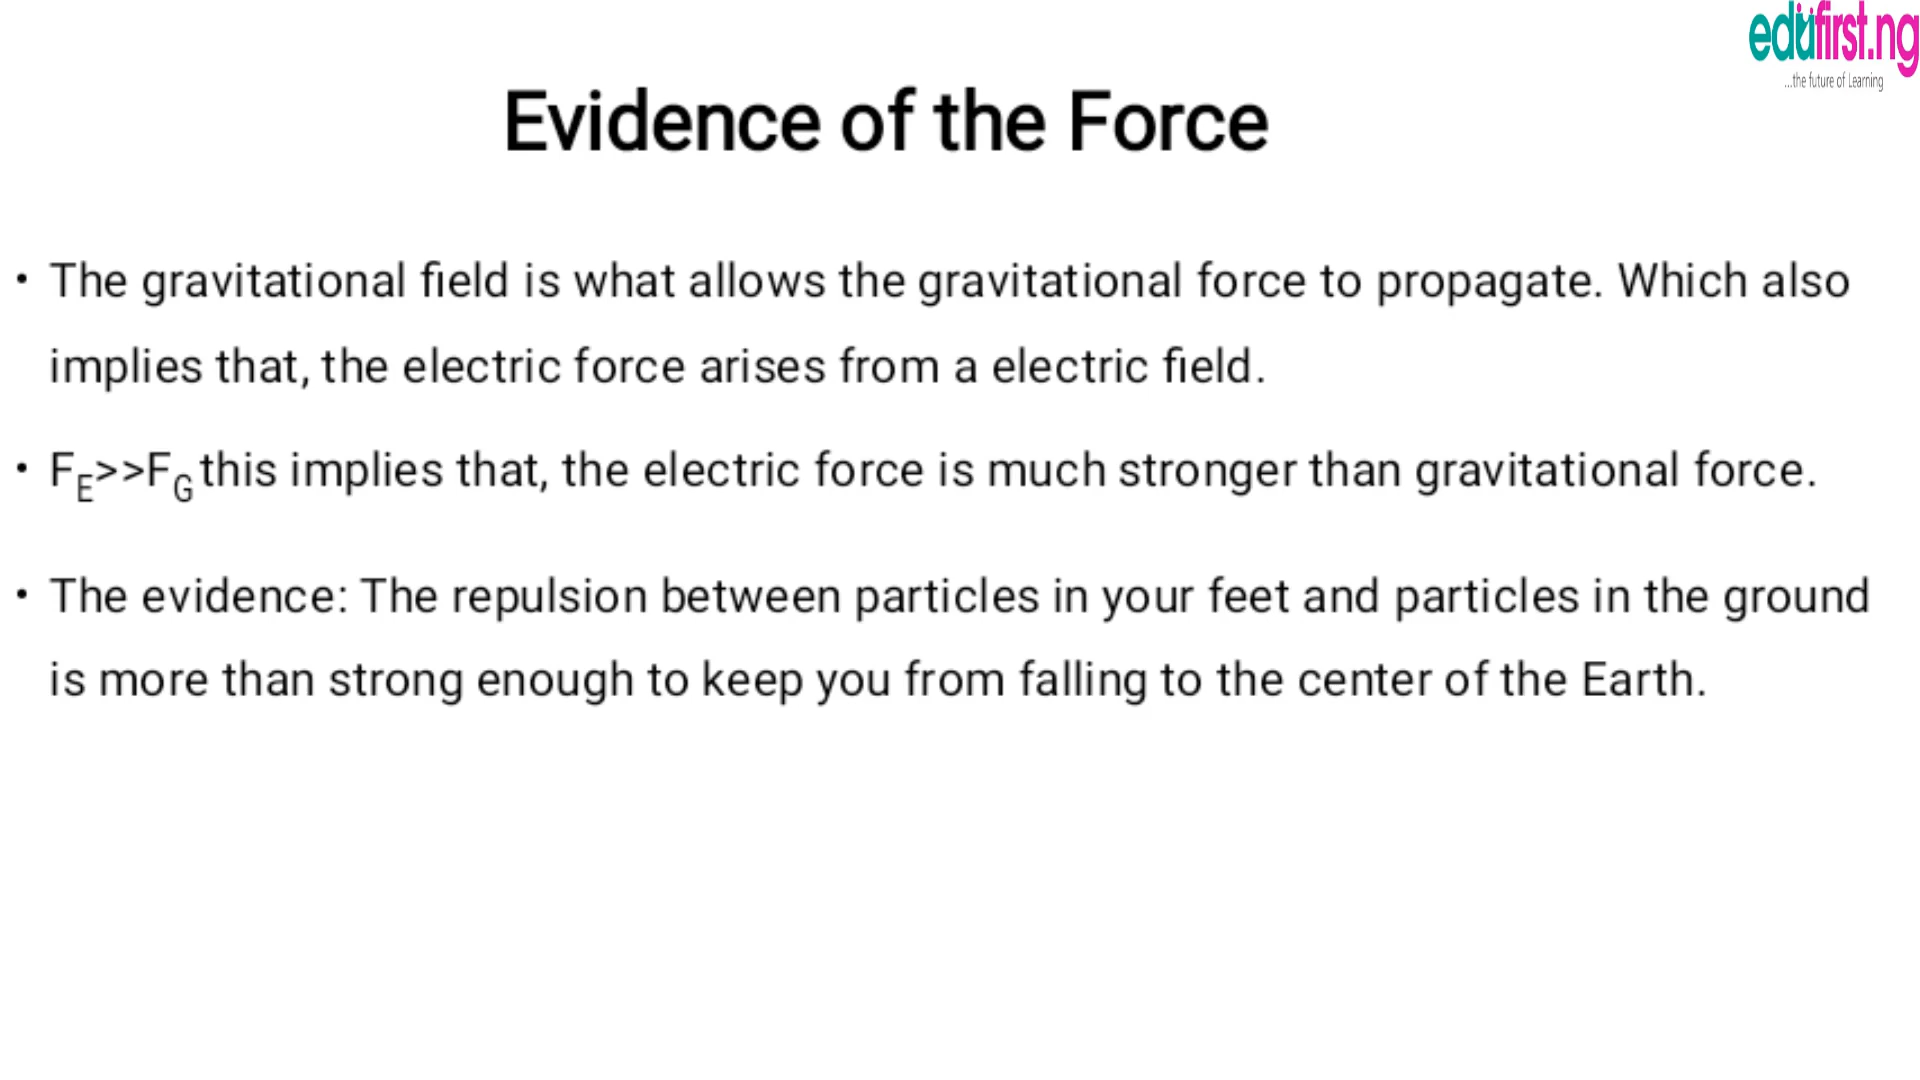 edufirst.ng
...the future of Learning
Evidence of the Force
• The gravitational field is what allows the gravitational force to propagate. Which also
implies that, the electric force arises from a electric field.
• FE>>FG this implies that, the electric force is much stronger than gravitational force.
• The evidence: The repulsion between particles in your feet and particles in the ground
is more than strong enough to keep you from falling to the center of the Earth.